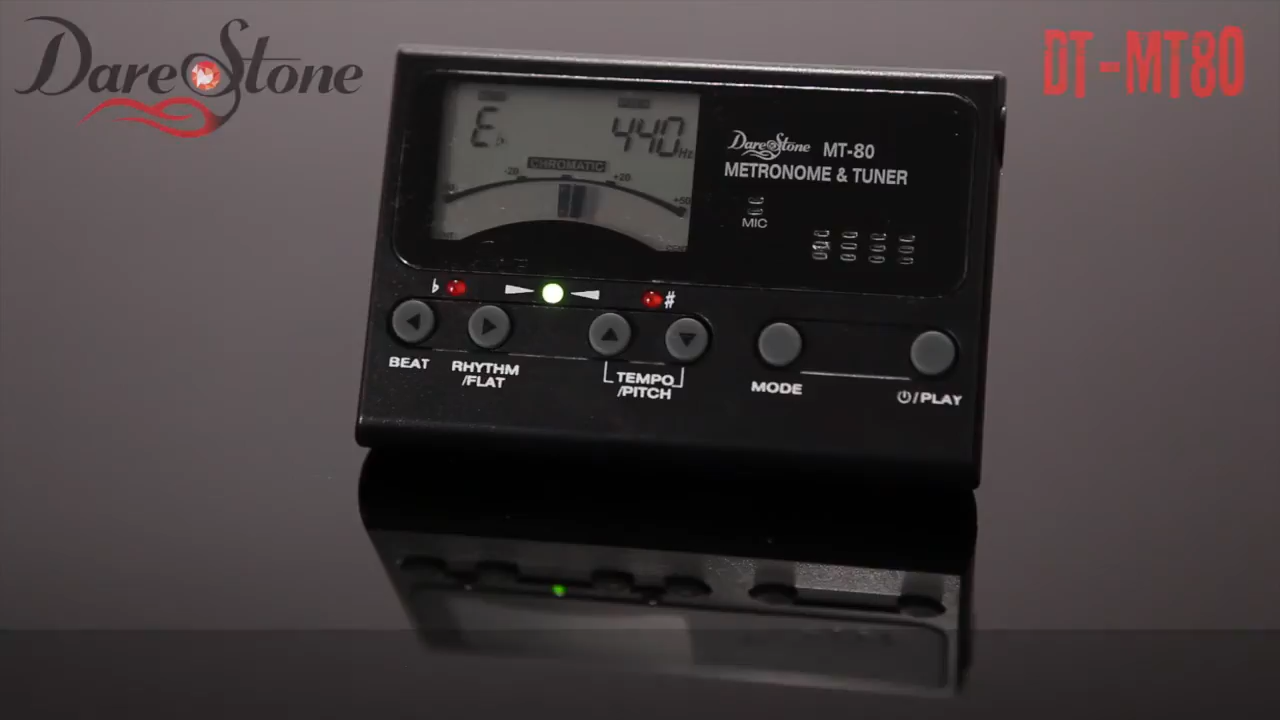 DareStone
DT-MT80
E♭
440Hz
CHROMATIC
-20
+20
+50
DareStone MT-80
METRONOME & TUNER
MIC
♭
♯
BEAT
RHYTHM
/FLAT
TEMPO
/PITCH
MODE
⏻/PLAY